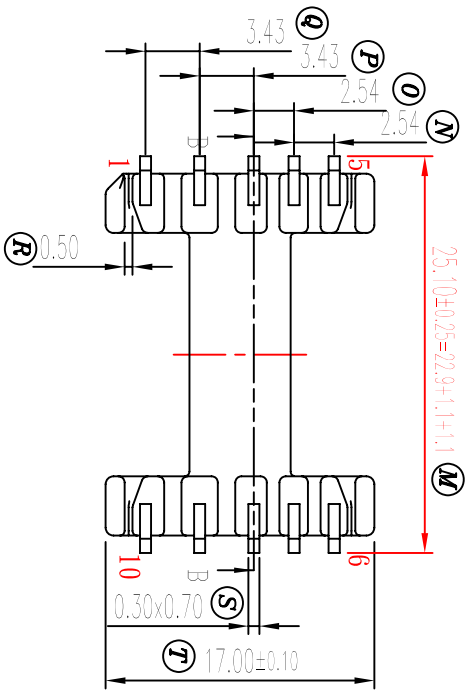 3.43 Q
3.43 P
2.54 O
2.54 N
B
1
5
R 0.50
25.10±0.25=22.9+1.1+1.1 M
10
B
6
0.30x0.70 S
T 17.00±0.10